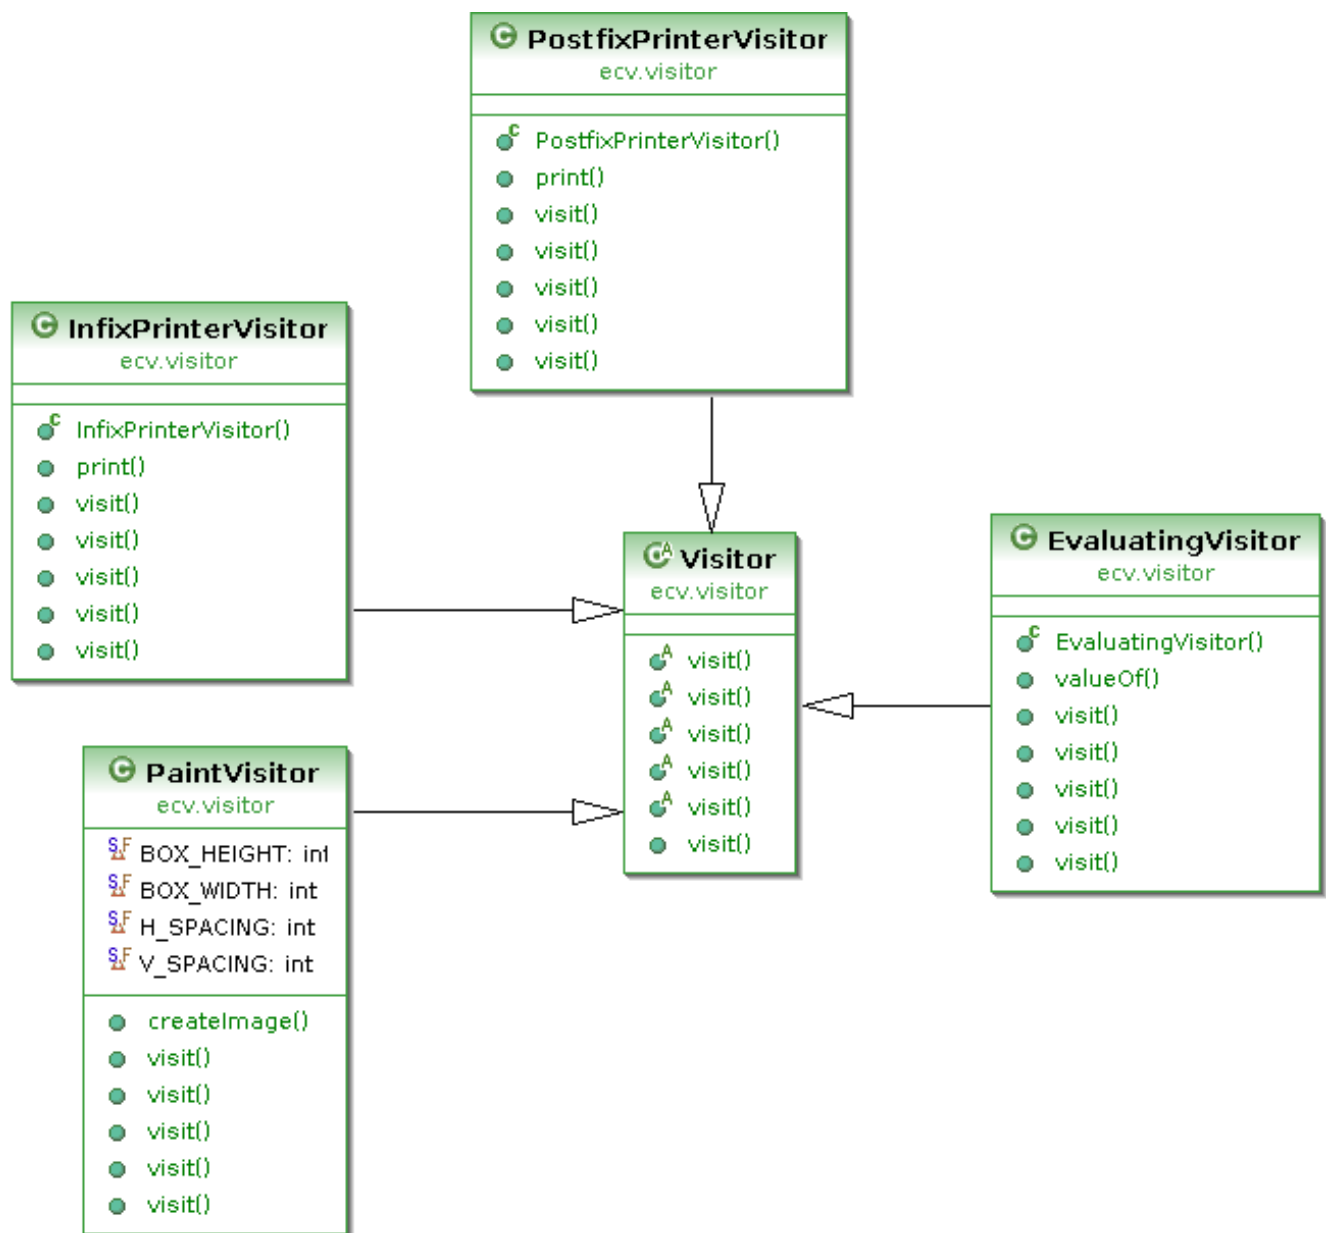 PostfixPrinterVisitor
ecv.visitor
PostfixPrinterVisitor()
print()
visit()
visit()
visit()
visit()
visit()
InfixPrinterVisitor
ecv.visitor
InfixPrinterVisitor()
print()
visit()
visit()
visit()
visit()
visit()
Visitor
ecv.visitor
visit()
visit()
visit()
visit()
visit()
visit()
EvaluatingVisitor
ecv.visitor
EvaluatingVisitor()
valueOf()
visit()
visit()
visit()
visit()
visit()
PaintVisitor
ecv.visitor
BOX_HEIGHT: int
BOX_WIDTH: int
H_SPACING: int
V_SPACING: int
createImage()
visit()
visit()
visit()
visit()
visit()